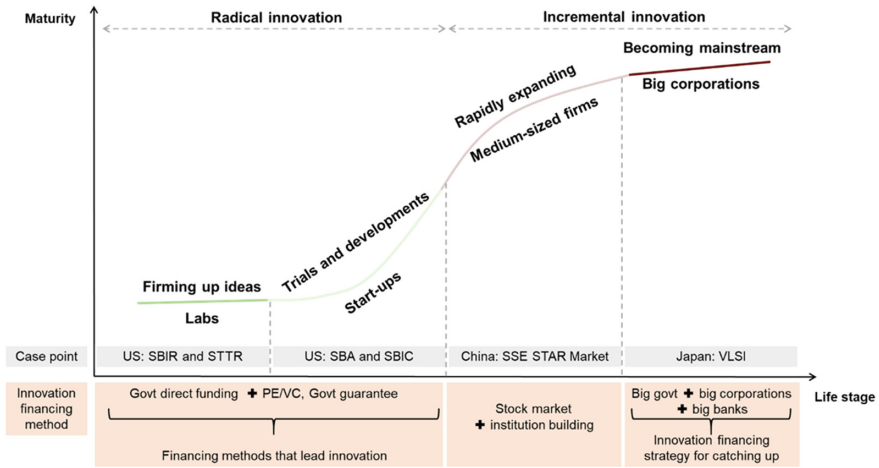 Maturity
Radical innovation
Incremental innovation
Becoming mainstream
Big corporations
Rapidly expanding
Medium-sized firms
Trials and developments
Start-ups
Firming up ideas
Labs
Case point
US: SBIR and STTR
US: SBA and SBIC
China: SSE STAR Market
Japan: VLSI
Life stage
Innovation
financing
method
Govt direct funding + PE/VC, Govt guarantee
Financing methods that lead innovation
Stock market
+ institution building
Big govt + big corporations
+ big banks
Innovation financing
strategy for catching up